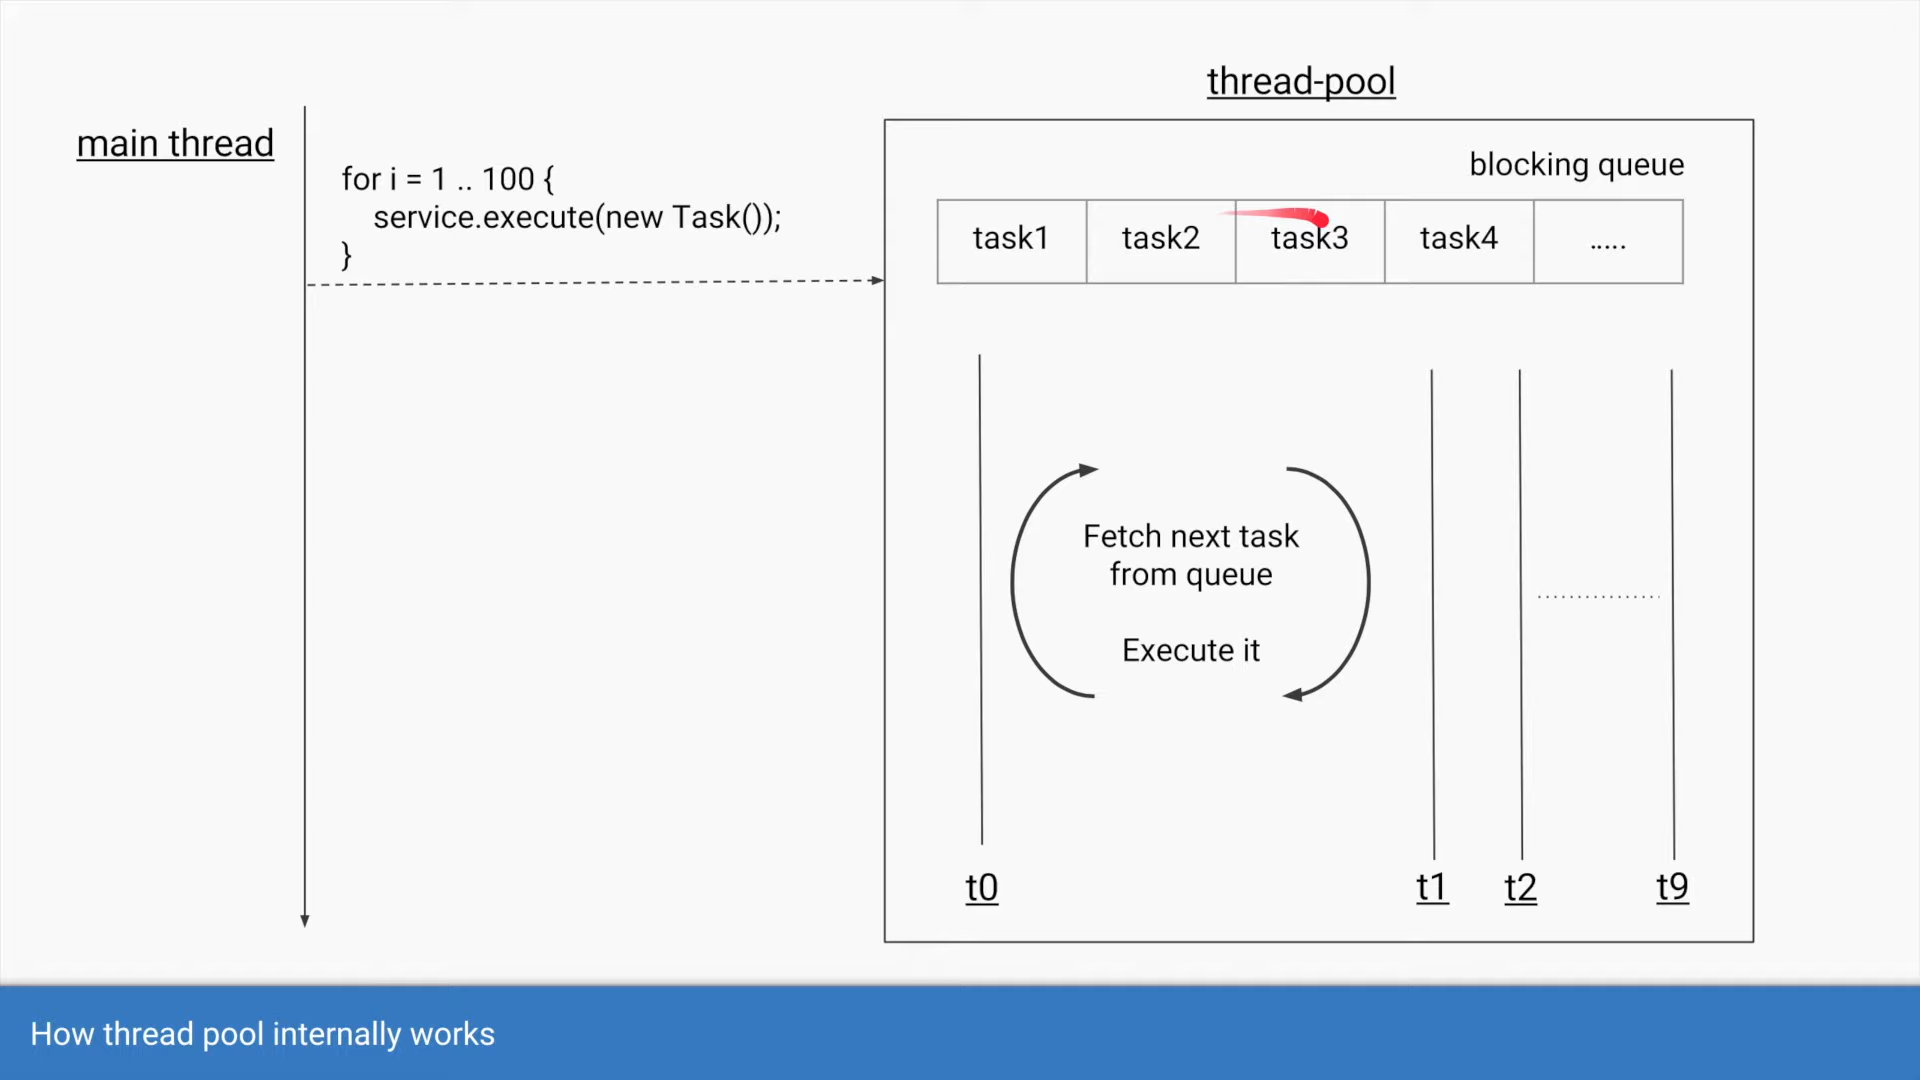 thread-pool
main thread
for i = 1 .. 100 {
service.execute(new Task());
}
blocking queue
task1 task2 task3 task4 .....
Fetch next task
from queue
Execute it
t0 t1 t2 t9
How thread pool internally works